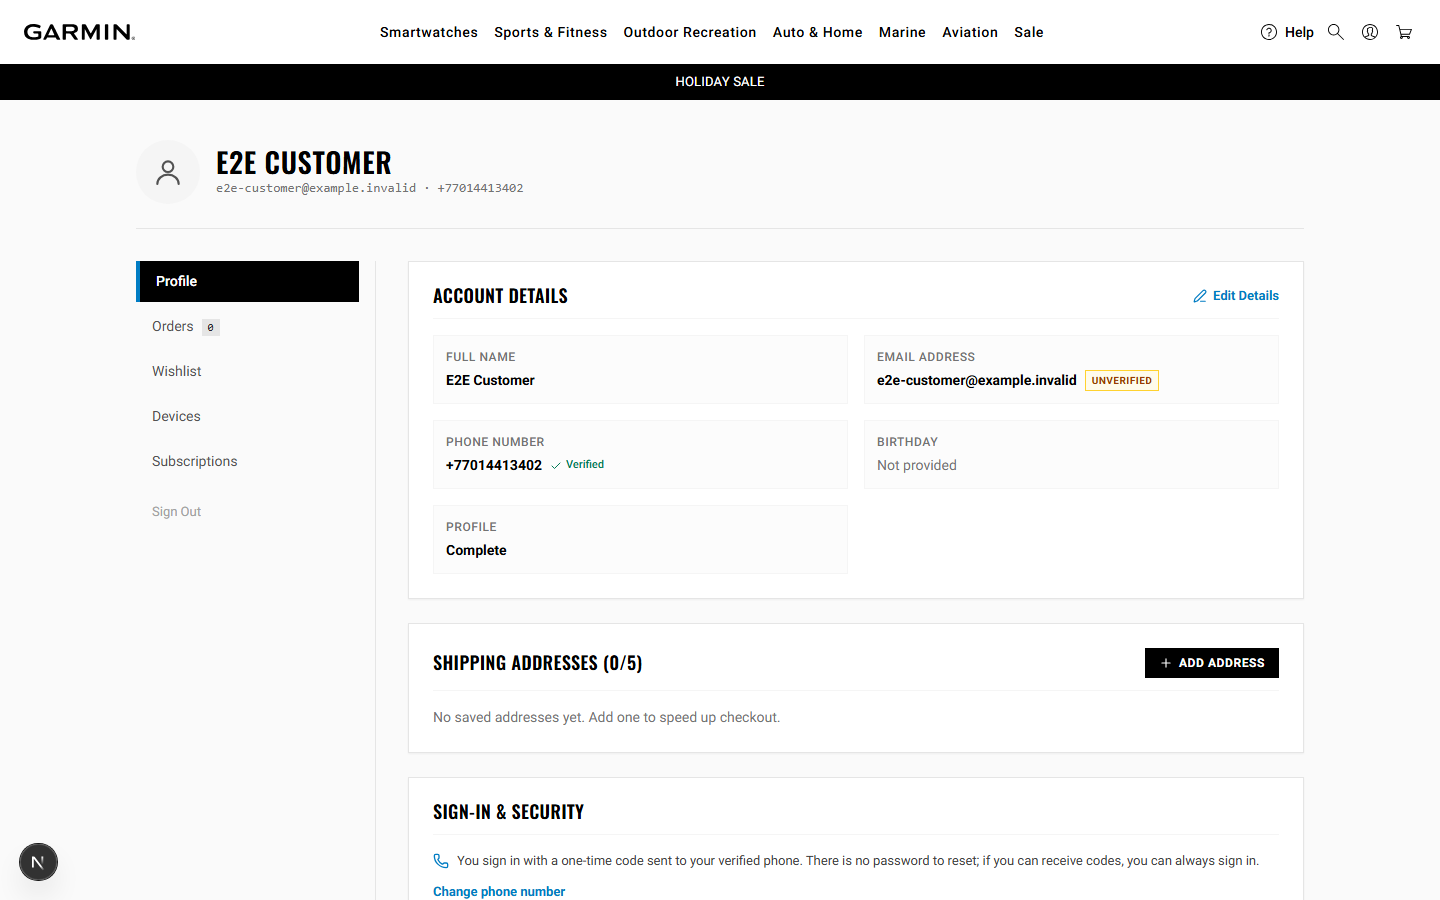 GARMIN.
Smartwatches Sports & Fitness Outdoor Recreation Auto & Home Marine Aviation Sale
Help
HOLIDAY SALE
E2E CUSTOMER
e2e-customer@example.invalid · +77014413402
Profile
Orders 0
Wishlist
Devices
Subscriptions
Sign Out
ACCOUNT DETAILS
Edit Details
FULL NAME
E2E Customer
EMAIL ADDRESS
e2e-customer@example.invalid UNVERIFIED
PHONE NUMBER
+77014413402 Verified
BIRTHDAY
Not provided
PROFILE
Complete
SHIPPING ADDRESSES (0/5)
+ ADD ADDRESS
No saved addresses yet. Add one to speed up checkout.
SIGN-IN & SECURITY
You sign in with a one-time code sent to your verified phone. There is no password to reset; if you can receive codes, you can always sign in.
Change phone number
N